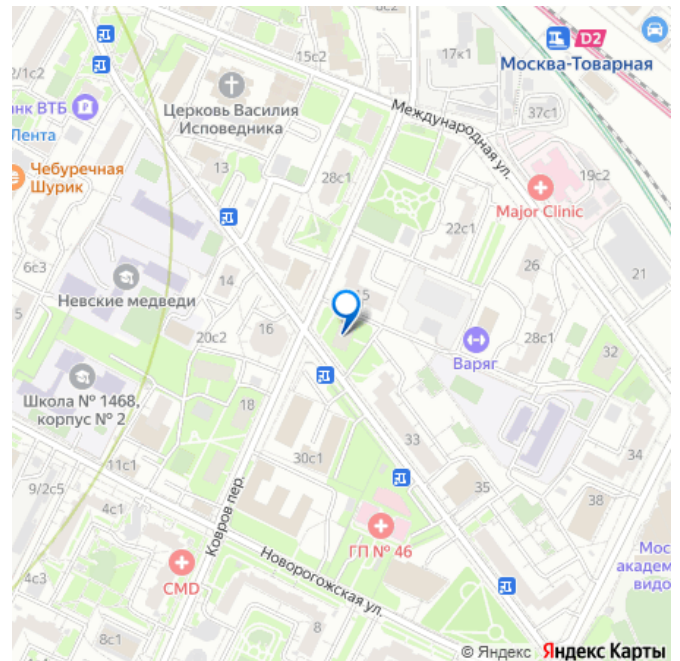 15с2
D2
Москва-Товарная
17к1
2/1с2
нк ВТБ
Лента
Церковь Василия
Исповедника
Международная ул.
37с1
Чебуречная
Шурик
13
28с1
19с2
Major Clinic
22с1
6с3
Невские медведи
14
15
26
21
5
20с2
16
28с1
Варяг
32
Школа № 1468,
корпус № 2
18
33
11с1
30с1
9/2с5
4с1
35
38
Ковров пер.
ГП № 46
Новорогожская ул.
Мос
академ
видо
CMD
4с3
8
8с1
© Яндекс Яндекс Карты